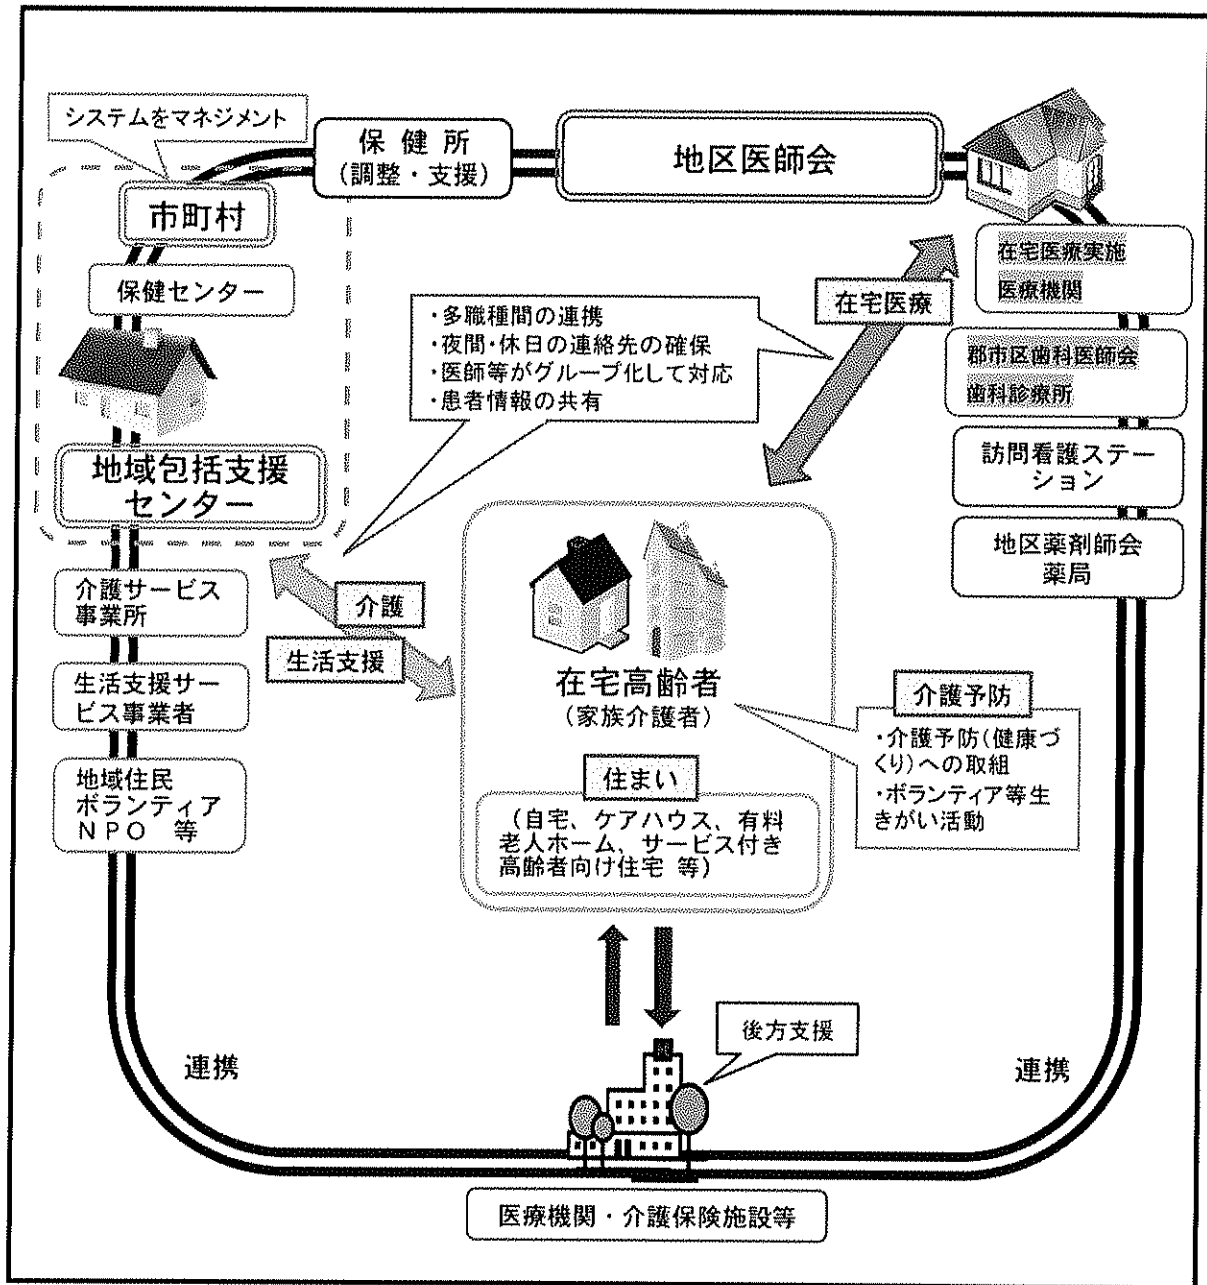 システムをマネジメント
保健所
(調整・支援)
地区医師会
市町村
保健センター
地域包括支援
センター
介護サービス
事業所
生活支援サー
ビス事業者
地域住民
ボランティア
NPO 等
・多職種間の連携
・夜間・休日の連絡先の確保
・医師等がグループ化して対応
・患者情報の共有
在宅医療
在宅医療実施
医療機関
郡市区歯科医師会
歯科診療所
訪問看護ステー
ション
地区薬剤師会
薬局
介護
生活支援
在宅高齢者
(家族介護者)
住まい
(自宅、ケアハウス、有料
老人ホーム、サービス付き
高齢者向け住宅 等)
介護予防
・介護予防(健康づ
くり)への取組
・ボランティア等生
きがい活動
後方支援
連携
連携
医療機関・介護保険施設等